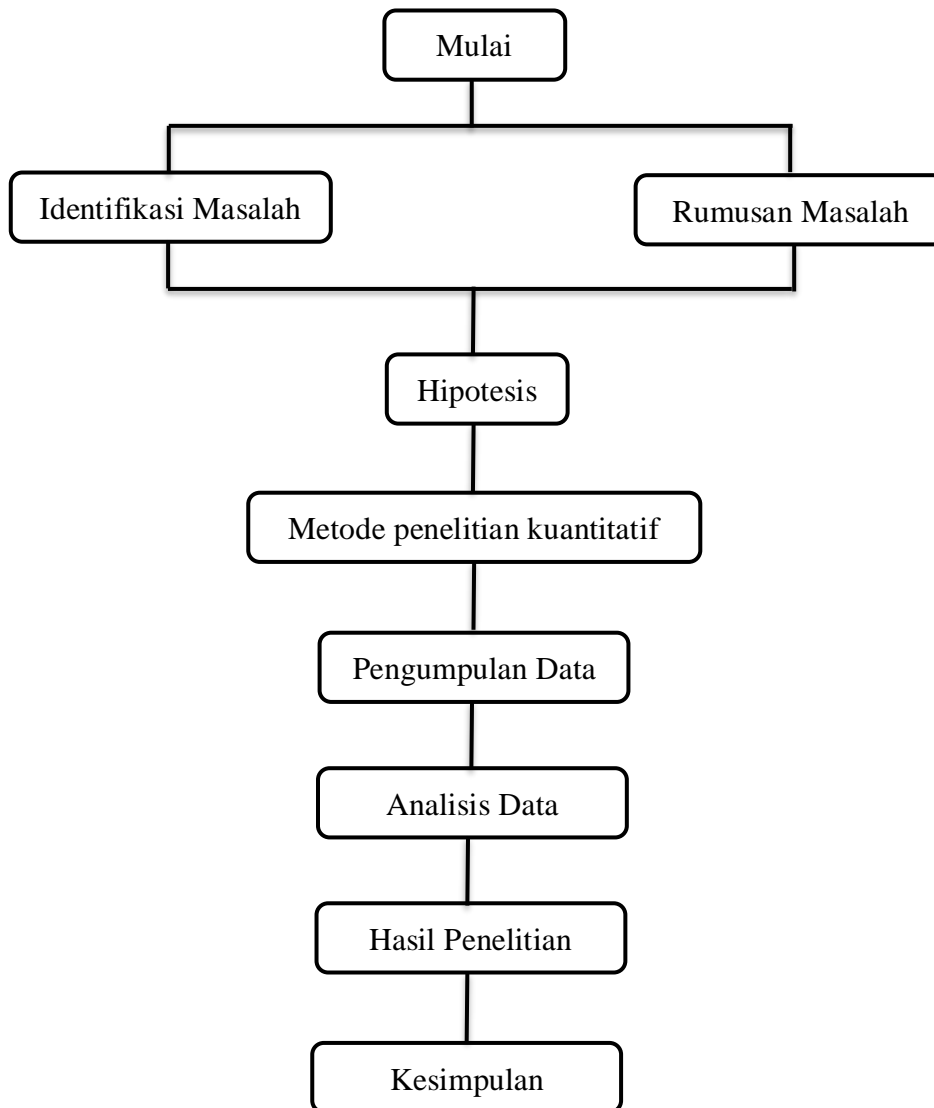 Mulai
Identifikasi Masalah
Rumusan Masalah
Hipotesis
Metode penelitian kuantitatif
Pengumpulan Data
Analisis Data
Hasil Penelitian
Kesimpulan